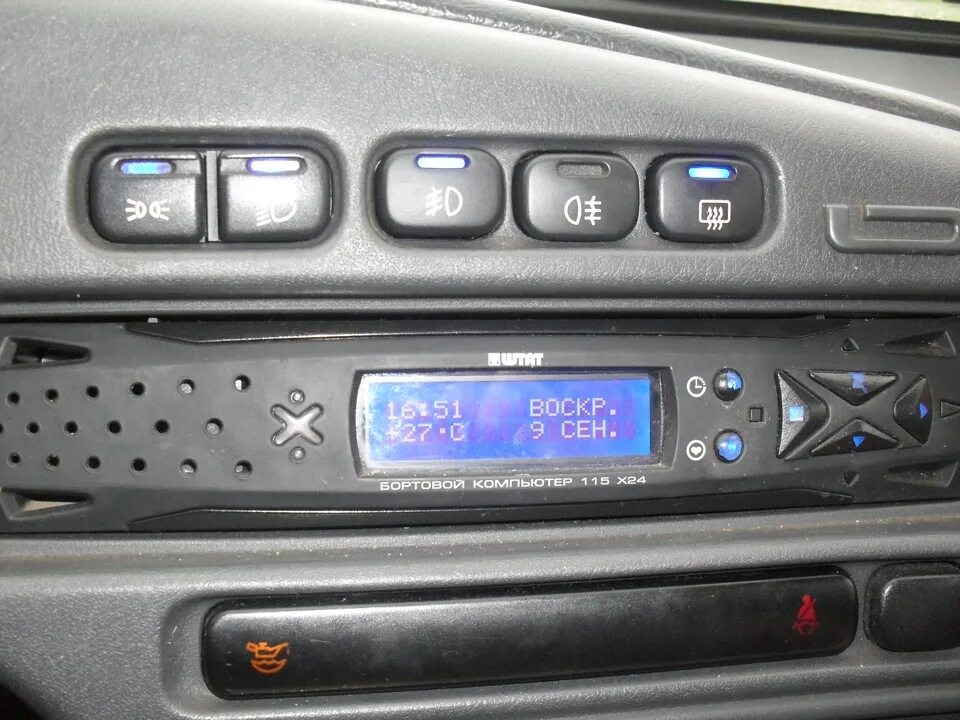 ШТАТ
16:51 ВОСКР.
+27°C 9 СЕН.
БОРТОВОЙ КОМПЬЮТЕР 115 X24